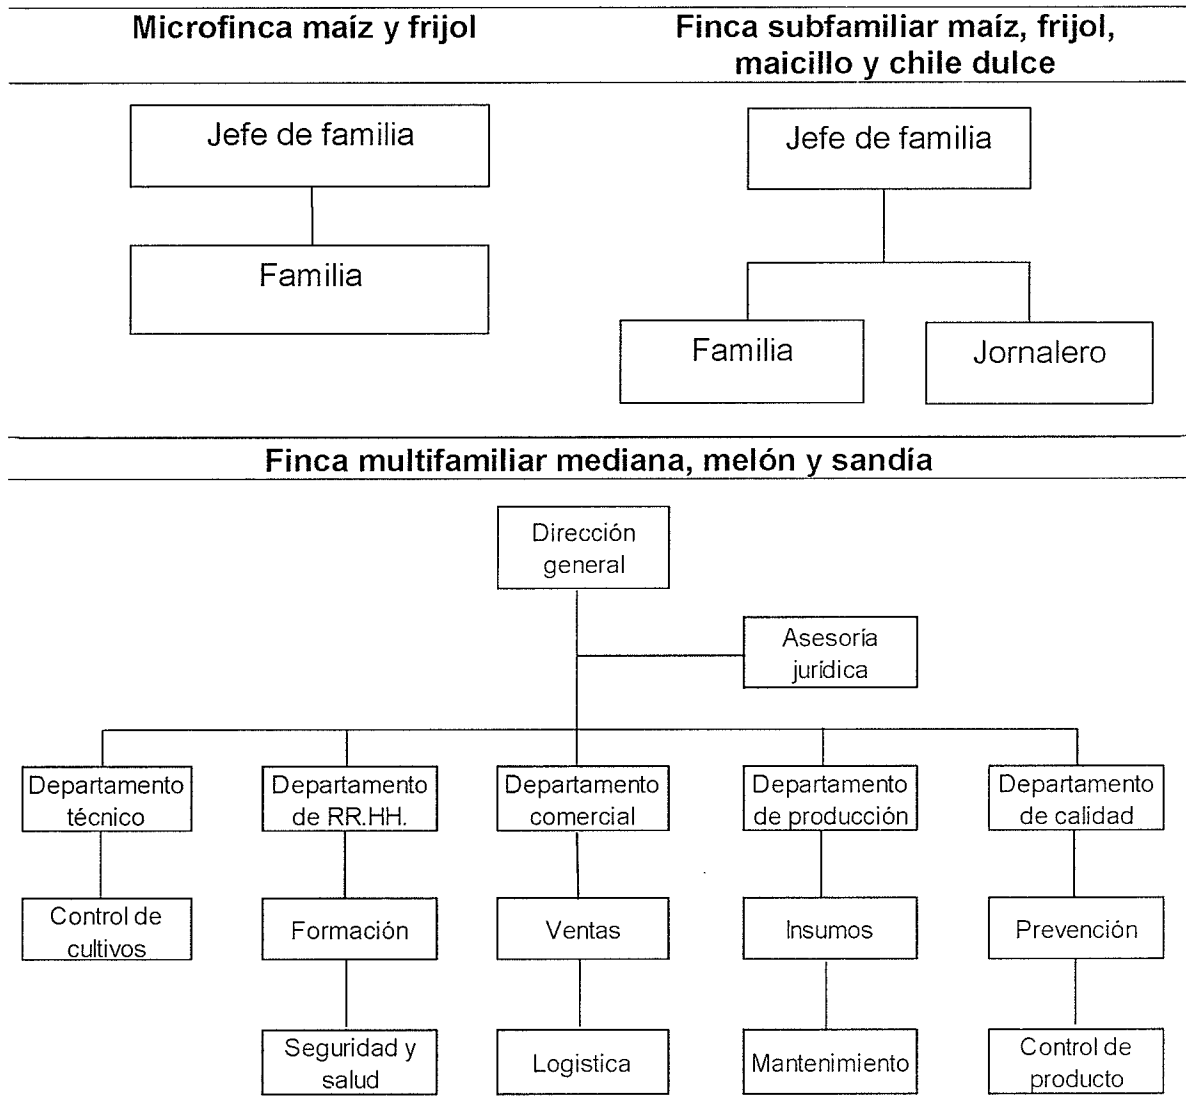 Microfinca maíz y frijol
Finca subfamiliar maíz, frijol,
maicillo y chile dulce
Jefe de familia
Familia
Jefe de familia
Familia
Jornalero
Finca multifamiliar mediana, melón y sandía
Dirección
general
Asesoría
jurídica
Departamento
técnico
Departamento
de RR.HH.
Departamento
comercial
Departamento
de producción
Departamento
de calidad
Control de
cultivos
Formación
Ventas
Insumos
Prevención
Seguridad y
salud
Logistica
Mantenimiento
Control de
producto